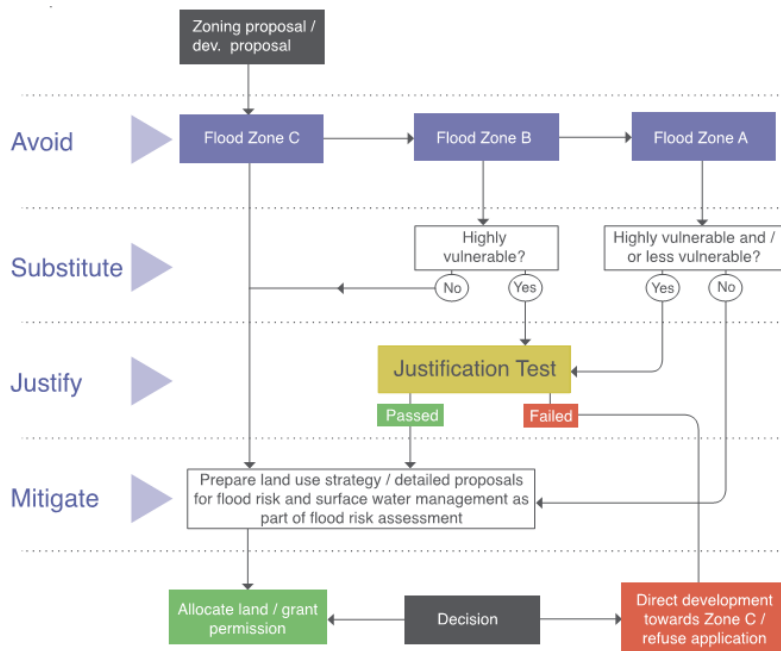 Zoning proposal /
dev. proposal
Avoid
Flood Zone C
Flood Zone B
Flood Zone A
Substitute
Highly
vulnerable?
Highly vulnerable and /
or less vulnerable?
No
Yes
Yes
No
Justify
Justification Test
Passed
Failed
Mitigate
Prepare land use strategy / detailed proposals
for flood risk and surface water management as
part of flood risk assessment
Allocate land / grant
permission
Decision
Direct development
towards Zone C /
refuse application